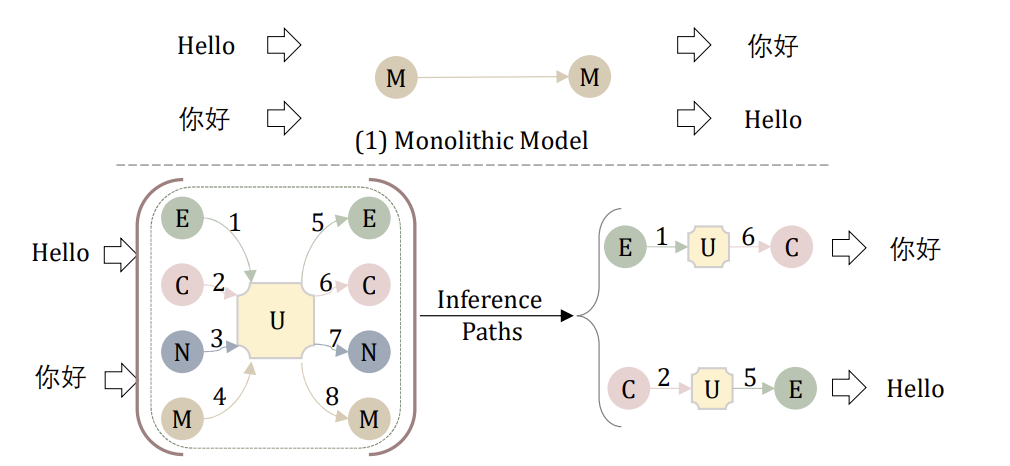 Hello
你好
M
M
你好
Hello
(1) Monolithic Model
Hello
你好
E
1
5
E
C
2
6
C
U
N
3
7
N
M
4
8
M
Inference
Paths
E
1
U
6
C
你好
C
2
U
5
E
Hello